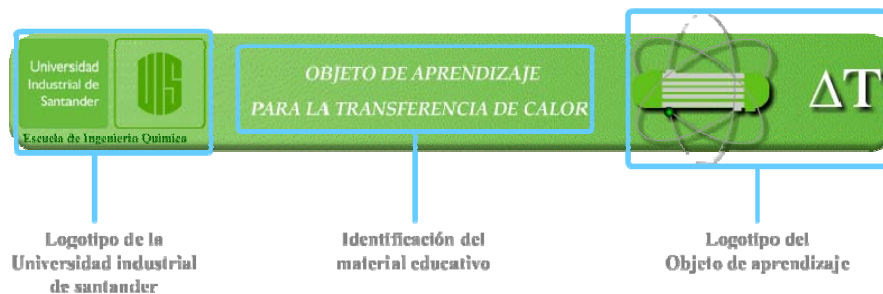 Universidad
Industrial de
Santander
UIS
Escuela de Ingeniería Química
OBJETO DE APRENDIZAJE
PARA LA TRANSFERENCIA DE CALOR
ΔT
Logotipo de la
Universidad industrial
de santander
Identificación del
material educativo
Logotipo del
Objeto de aprendizaje